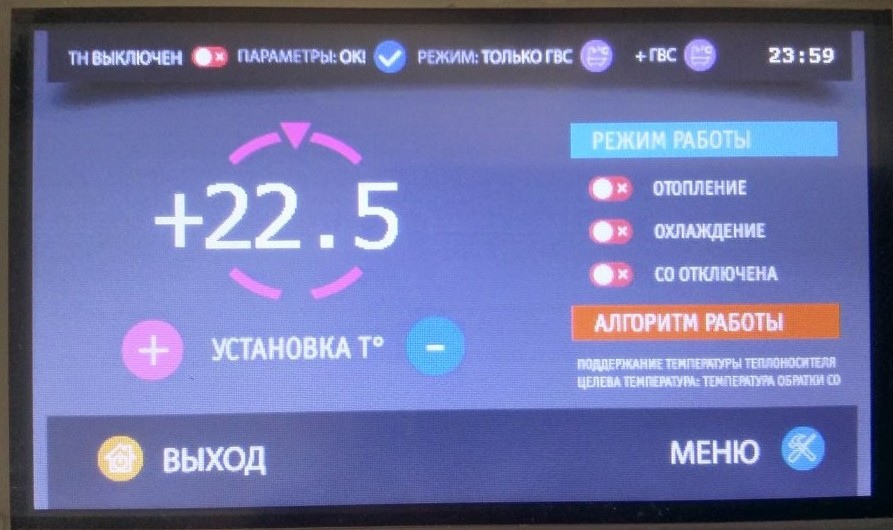 ТН ВЫКЛЮЧЕН ПАРАМЕТРЫ: OK! РЕЖИМ: ТОЛЬКО ГВС + ГВС 23:59
РЕЖИМ РАБОТЫ
+22.5
ОТОПЛЕНИЕ
ОХЛАЖДЕНИЕ
СО ОТКЛЮЧЕНА
АЛГОРИТМ РАБОТЫ
+ УСТАНОВКА Т° -
ПОДДЕРЖАНИЕ ТЕМПЕРАТУРЫ ТЕПЛОНОСИТЕЛЯ
ЦЕЛЕВА ТЕМПЕРАТУРА: ТЕМПЕРАТУРА ОБРАТКИ СО
ВЫХОД МЕНЮ